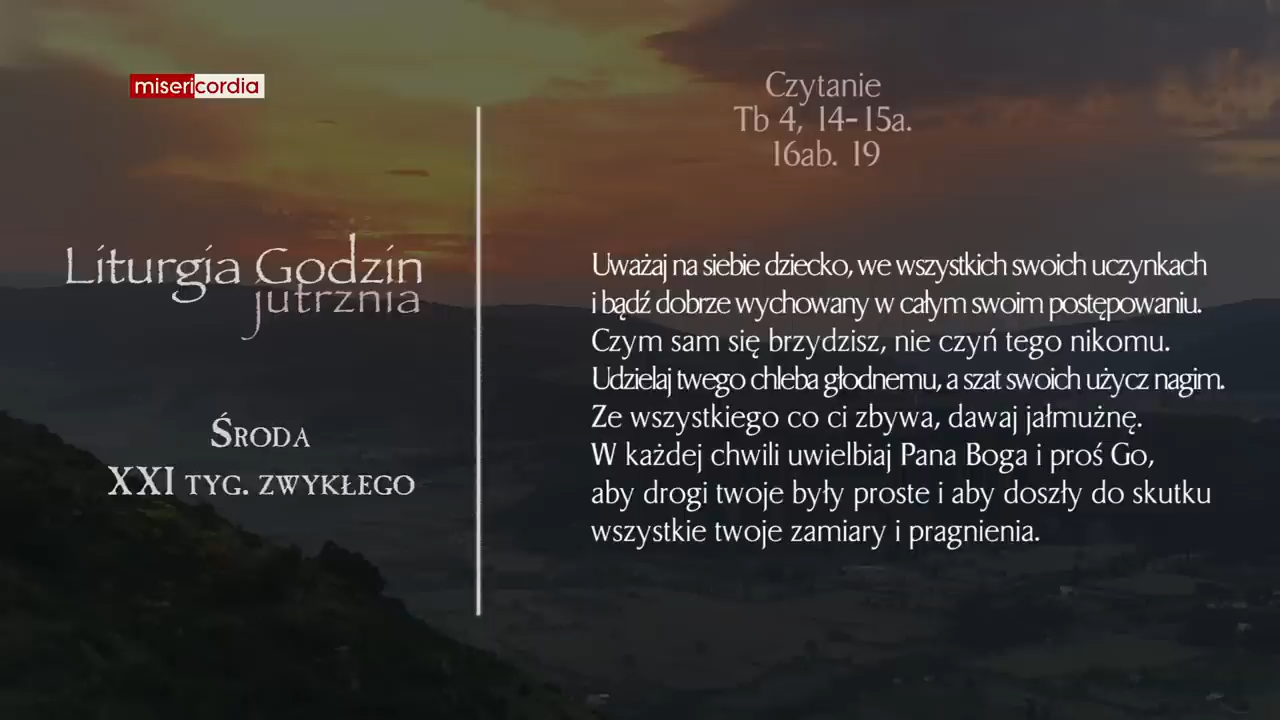 misericordia
Liturgia Godzin
jutrznia
Środa
XXI tyg. zwykłego
Czytanie
Tb 4, 14-15a.
16ab. 19
Uważaj na siebie dziecko, we wszystkich swoich uczynkach
i bądź dobrze wychowany w całym swoim postępowaniu.
Czym sam się brzydzisz, nie czyń tego nikomu.
Udzielaj twego chleba głodnemu, a szat swoich użycz nagim.
Ze wszystkiego co ci zbywa, dawaj jałmużnę.
W każdej chwili uwielbiaj Pana Boga i proś Go,
aby drogi twoje były proste i aby doszły do skutku
wszystkie twoje zamiary i pragnienia.